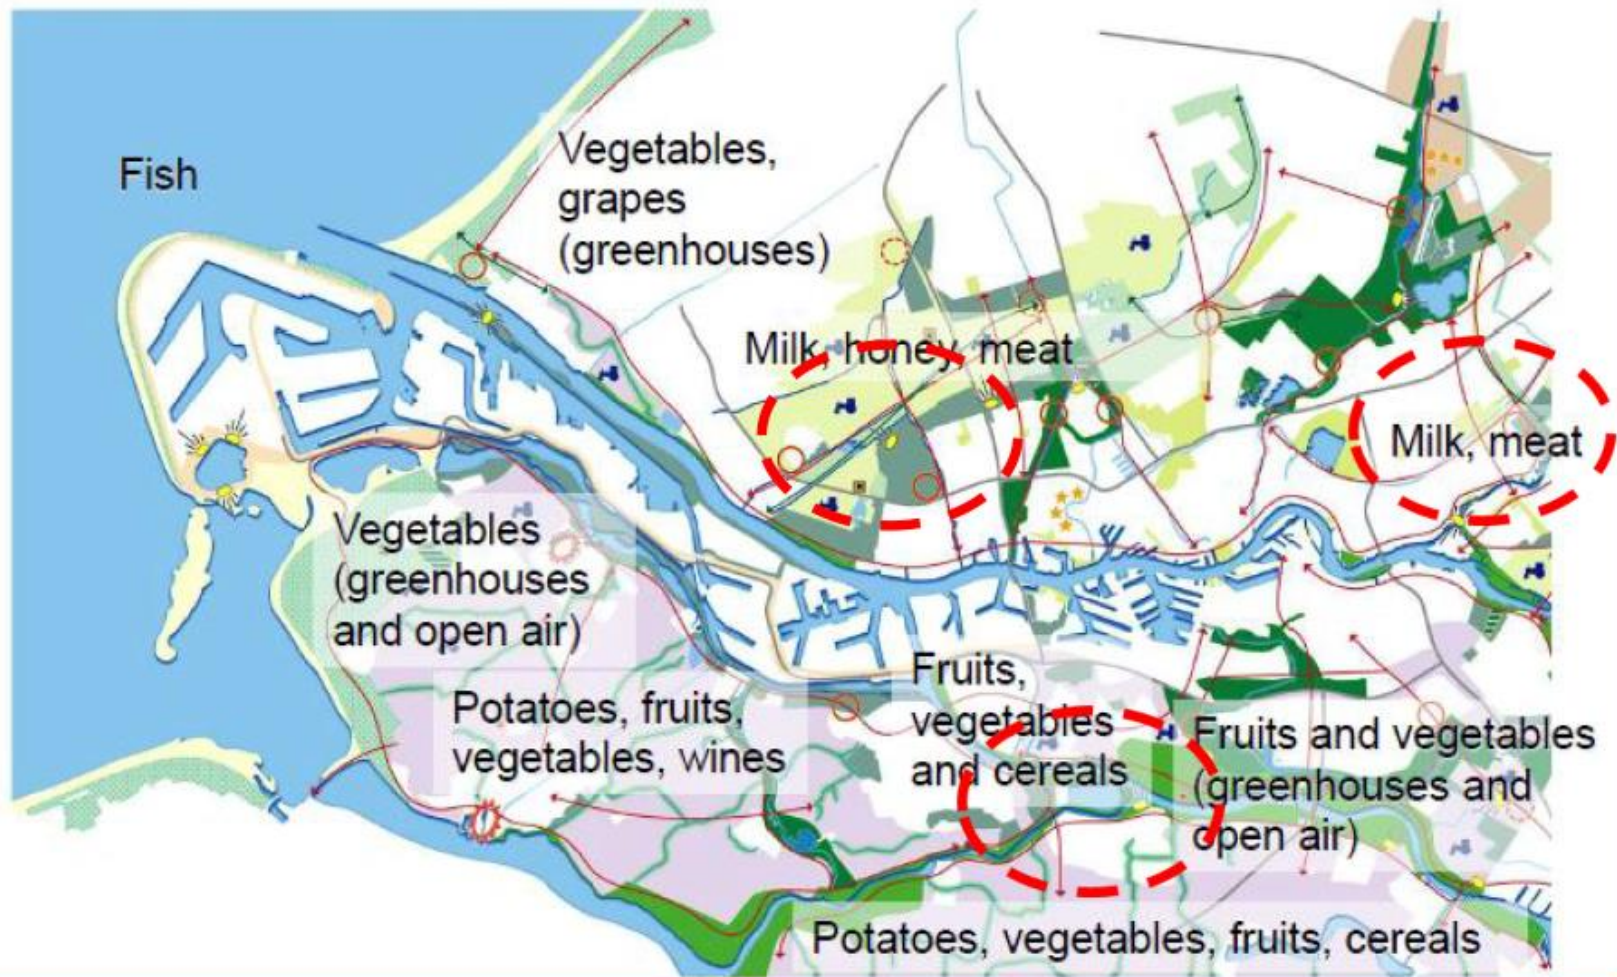 Fish
Vegetables,
grapes
(greenhouses)
Milk, honey, meat
Milk, meat
Vegetables
(greenhouses
and open air)
Potatoes, fruits,
vegetables, wines
Fruits,
vegetables
and cereals
Fruits and vegetables
(greenhouses and
open air)
Potatoes, vegetables, fruits, cereals